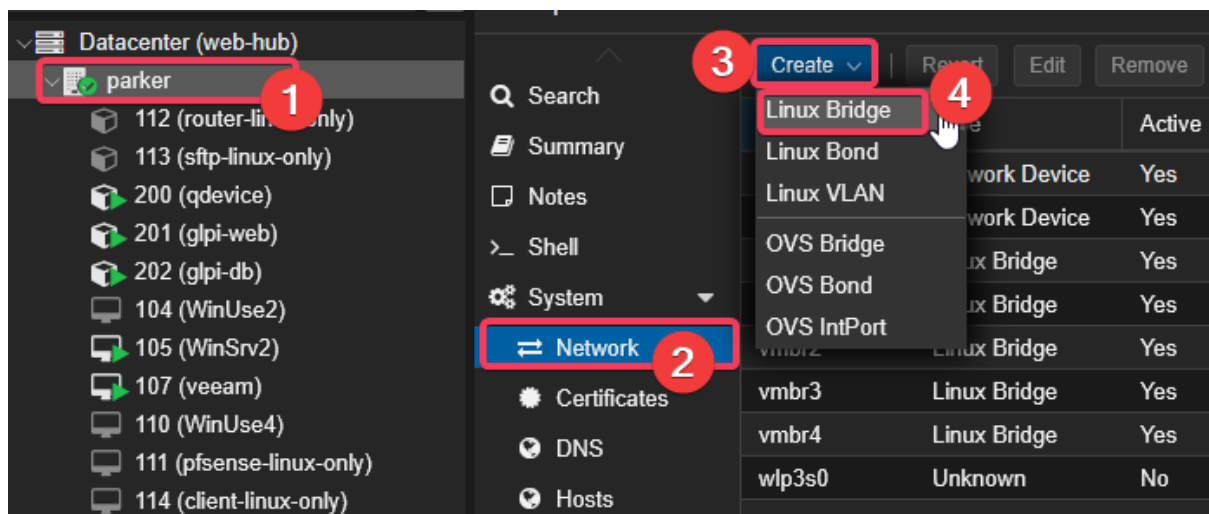 Datacenter (web-hub)
parker
1
112 (router-lin
nly)
113 (sftp-linux-only)
200 (qdevice)
201 (glpi-web)
202 (glpi-db)
104 (WinUse2)
105 (WinSrv2)
107 (veeam)
110 (WinUse4)
111 (pfsense-linux-only)
114 (client-linux-only)
Search
Summary
Notes
>_ Shell
System
Network
2
Certificates
DNS
Hosts
3
Create
Revert
Edit
Remove
Linux Bridge
4
Linux Bond
Linux VLAN
OVS Bridge
OVS Bond
OVS IntPort
Active
work Device Yes
work Device Yes
ux Bridge Yes
ux Bridge Yes
vmbr2 Linux Bridge Yes
vmbr3 Linux Bridge Yes
vmbr4 Linux Bridge Yes
wlp3s0 Unknown No